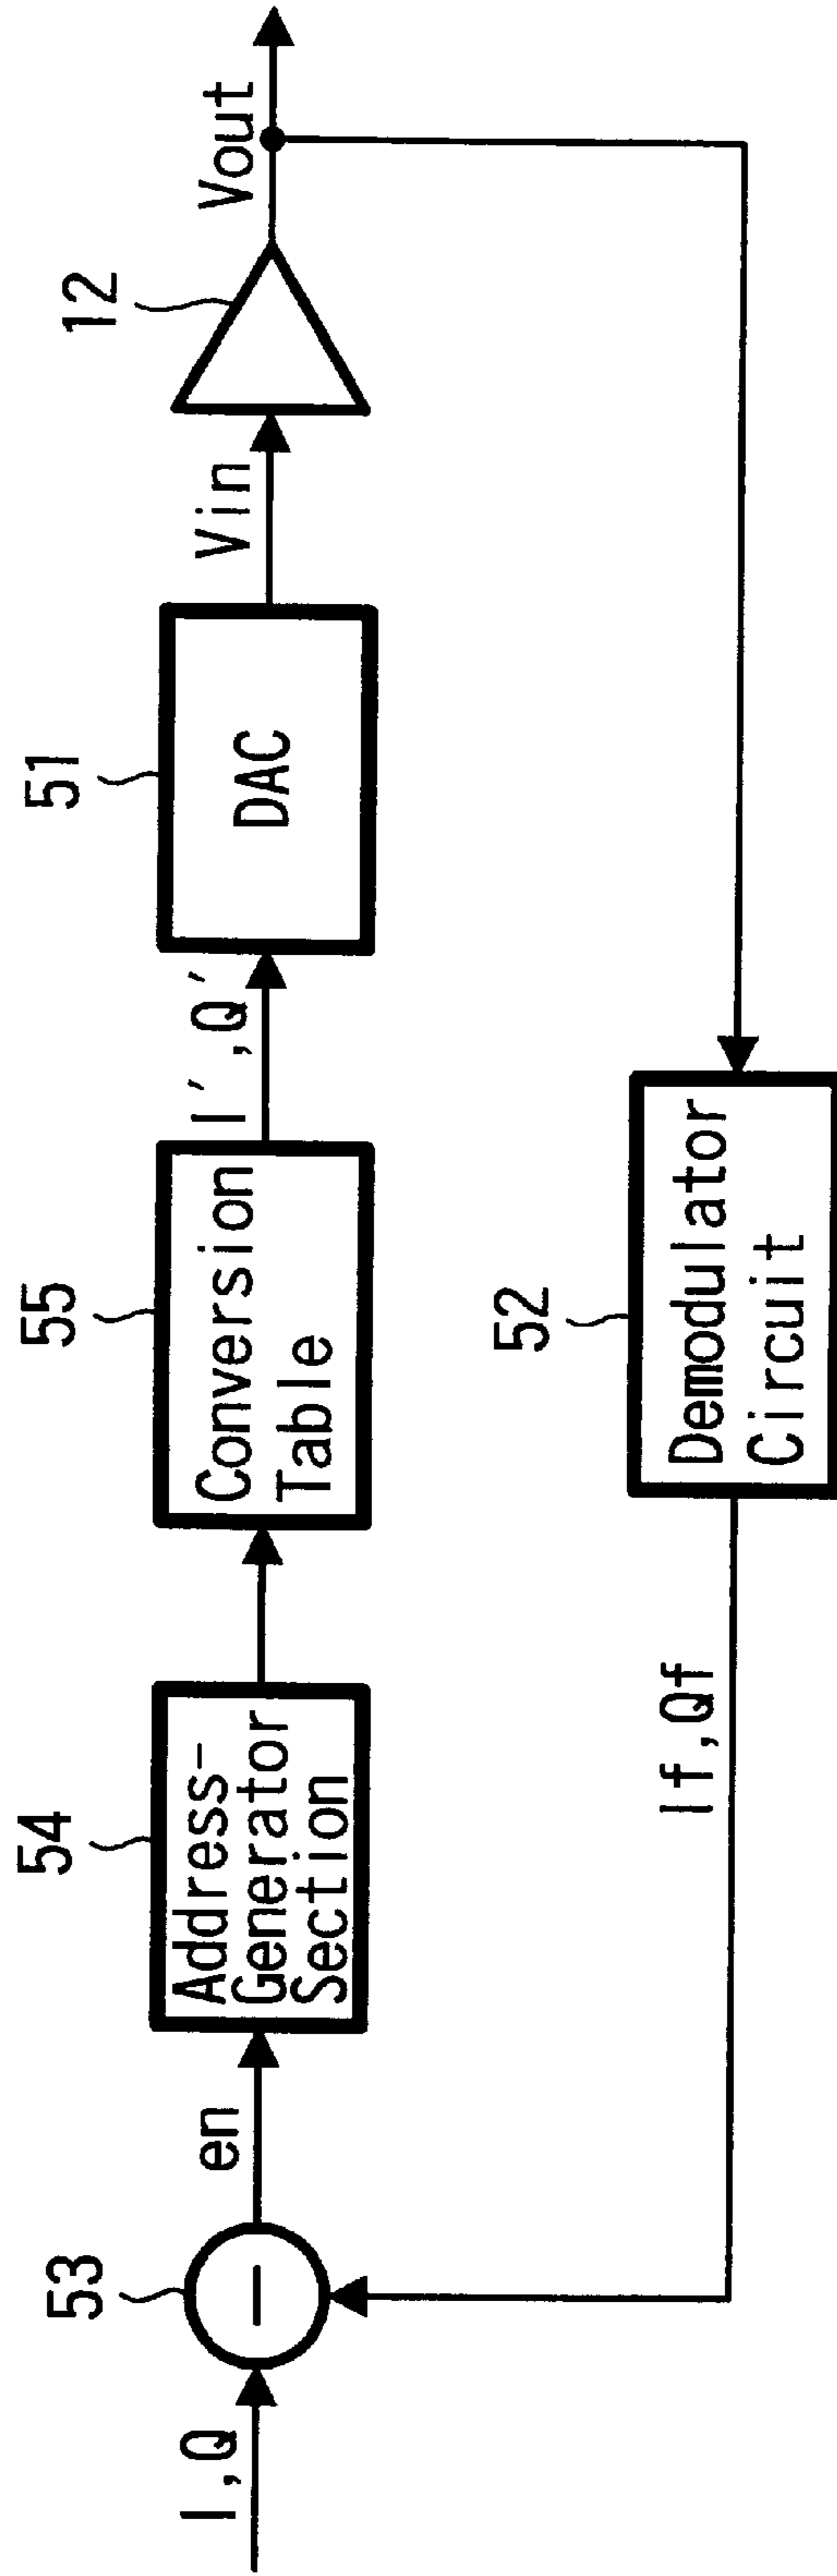 I,Q
53
en
54
Address-
Generator
Section
55
Conversion
Table
I′,Q′
51
DAC
Vin
12
Vout
52
Demodulator
Circuit
If,Qf